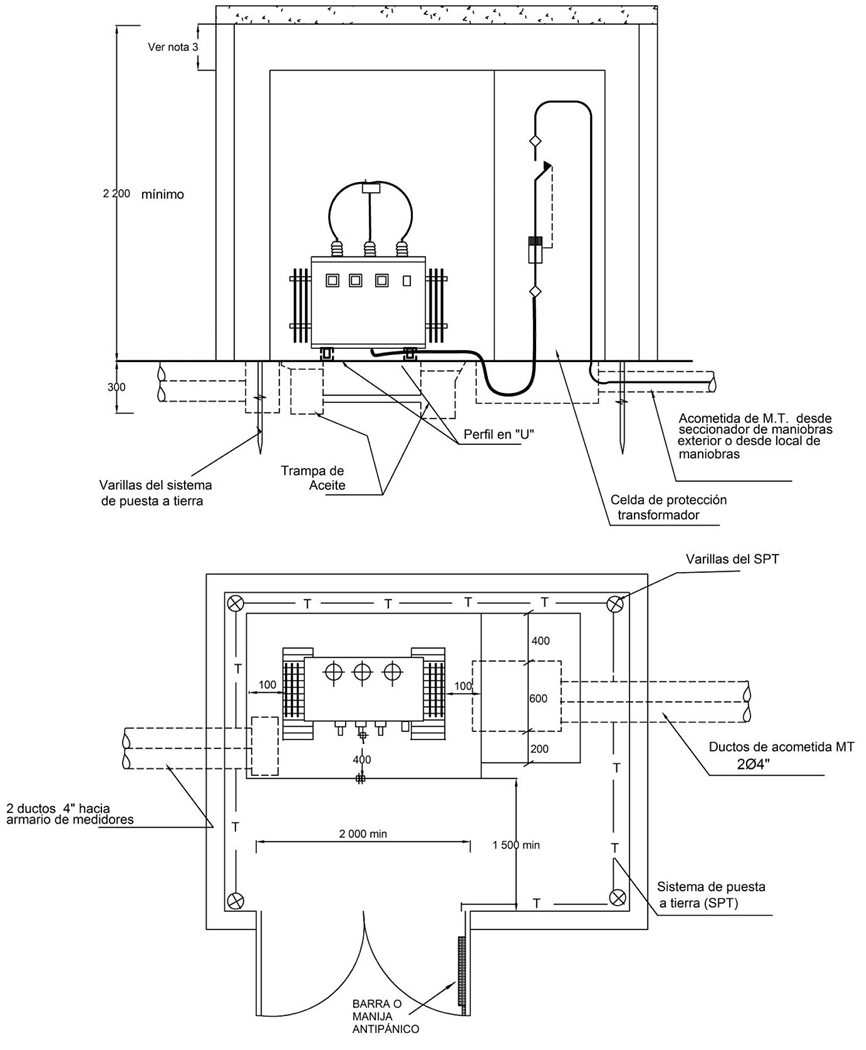 Ver nota 3
2 200 mínimo
300
Perfil en "U"
Acometida de M.T. desde
seccionador de maniobras
exterior o desde local de
maniobras
Trampa de
Aceite
Varillas del sistema
de puesta a tierra
Celda de protección
transformador
Varillas del SPT
T T T T
400
T
100
100
600
200
400
Ductos de acometida MT
2Ø4"
T
2 ductos 4" hacia
armario de medidores
T
2 000 min
1 500 min
T
Sistema de puesta
a tierra (SPT)
T
BARRA O
MANIJA
ANTIPÁNICO